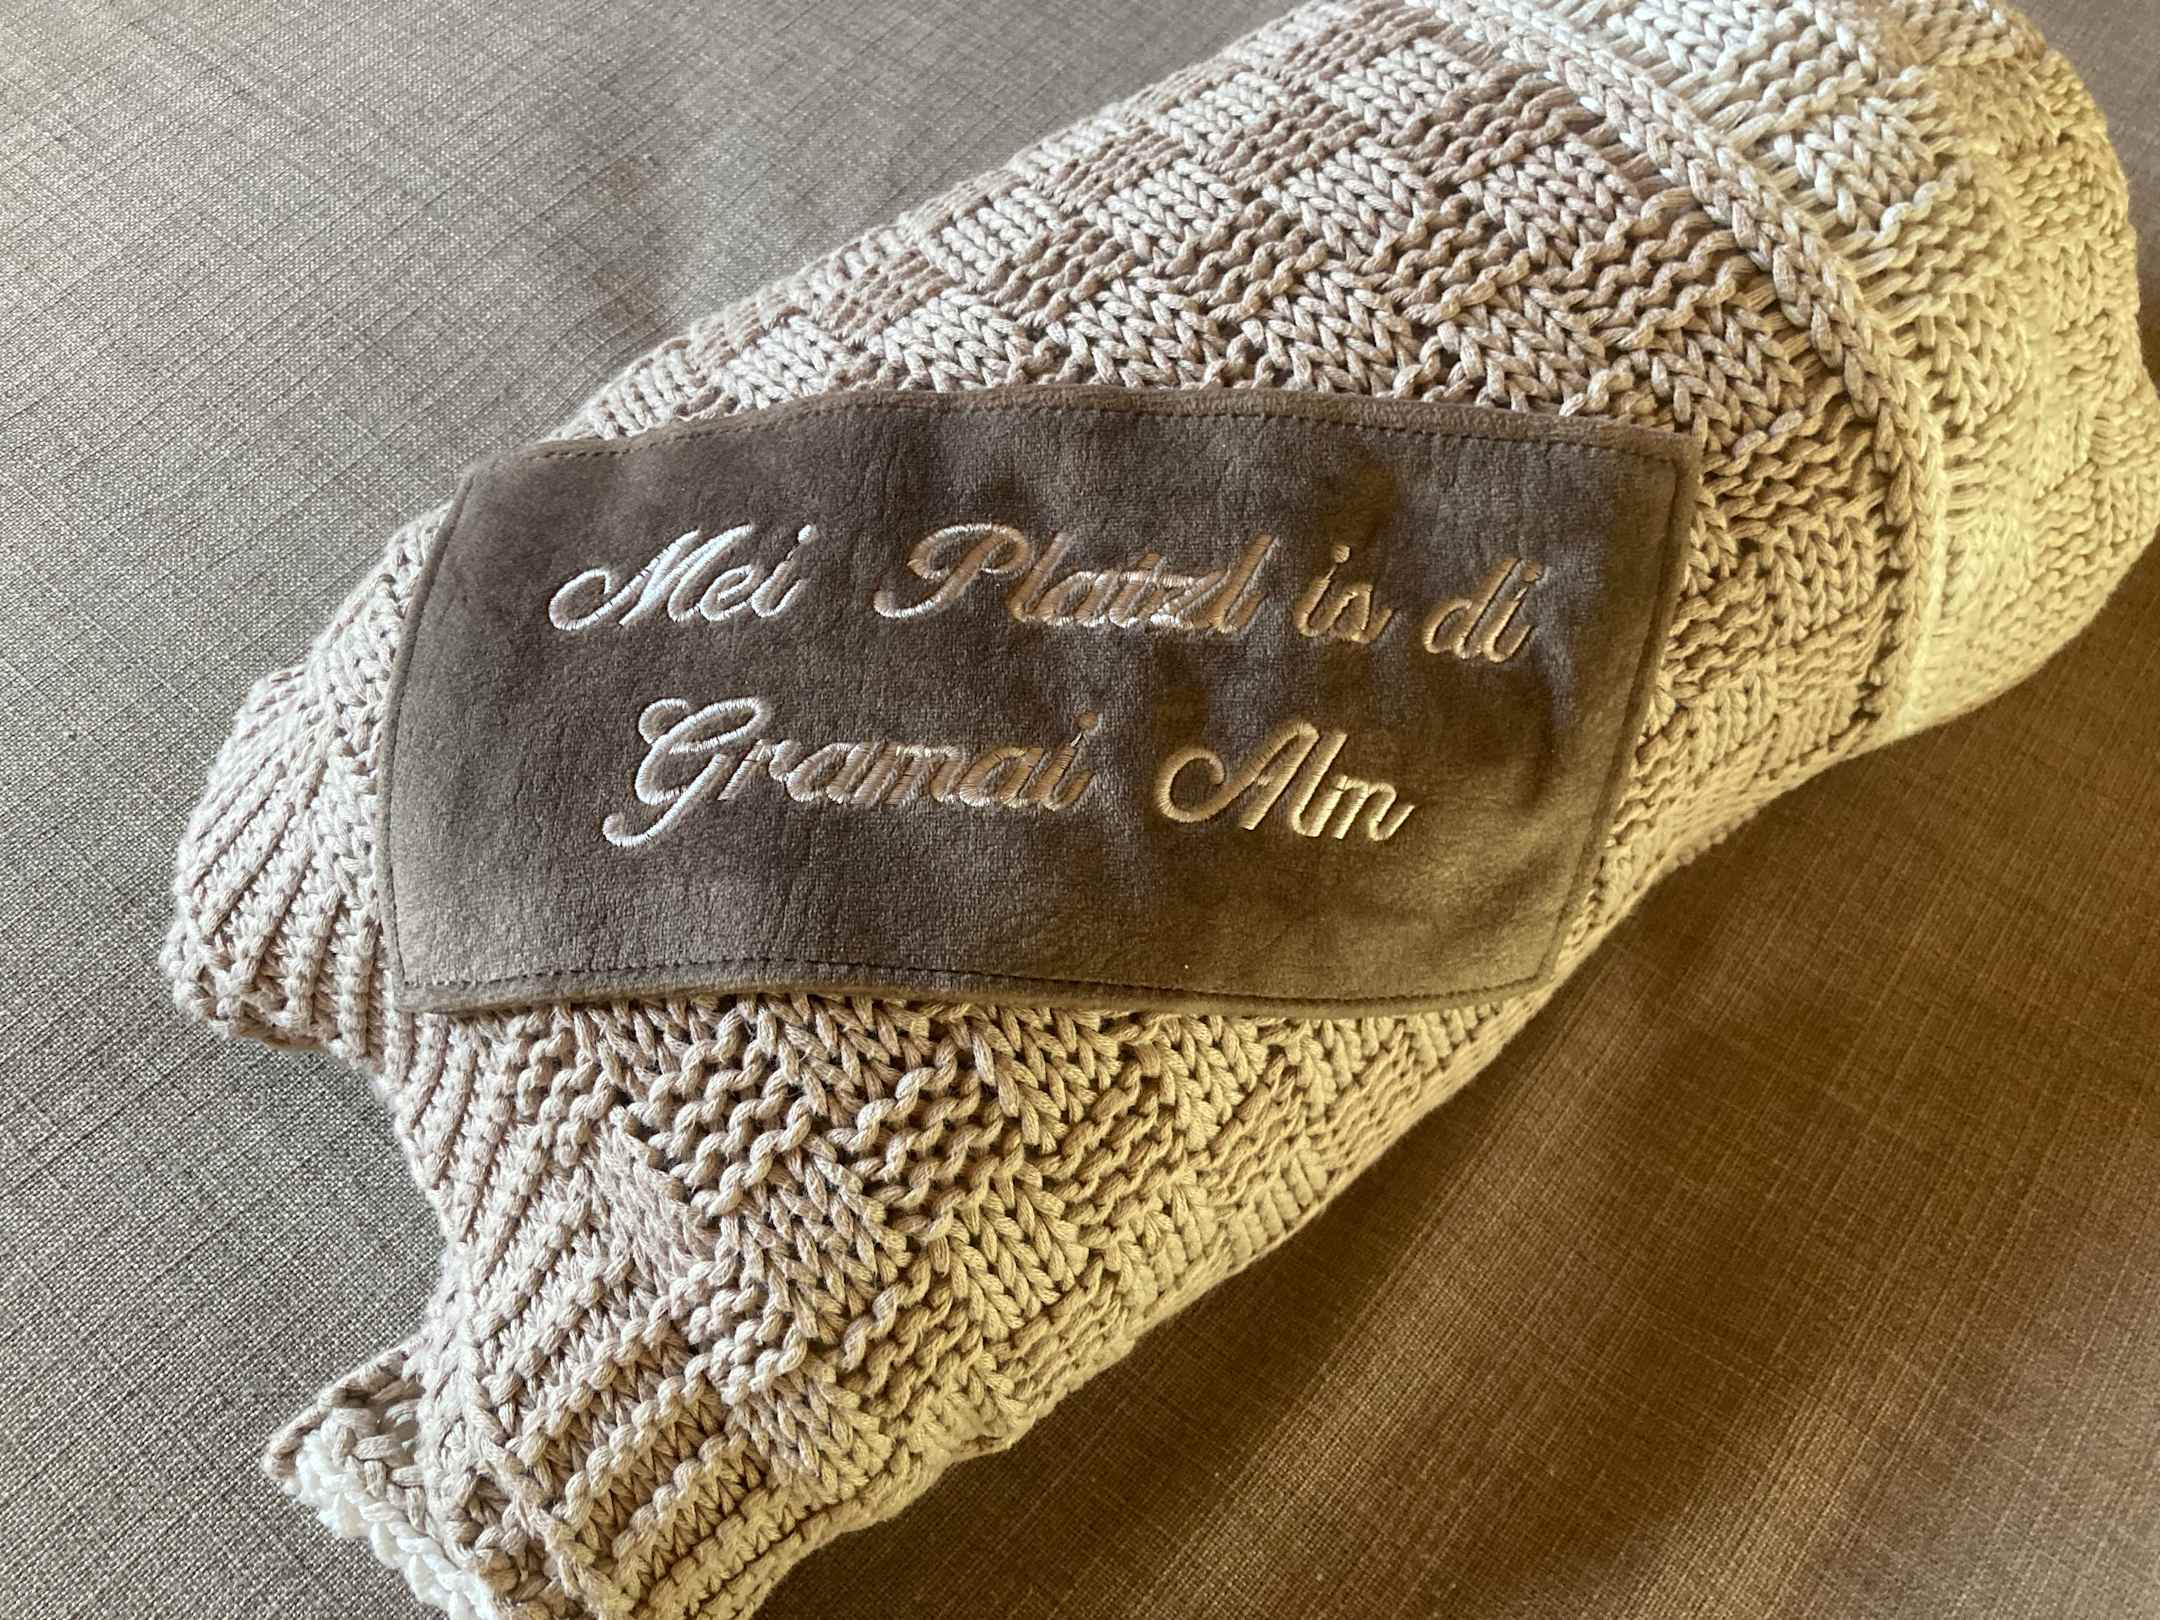 Mei Platzl is di
Gramai Alm